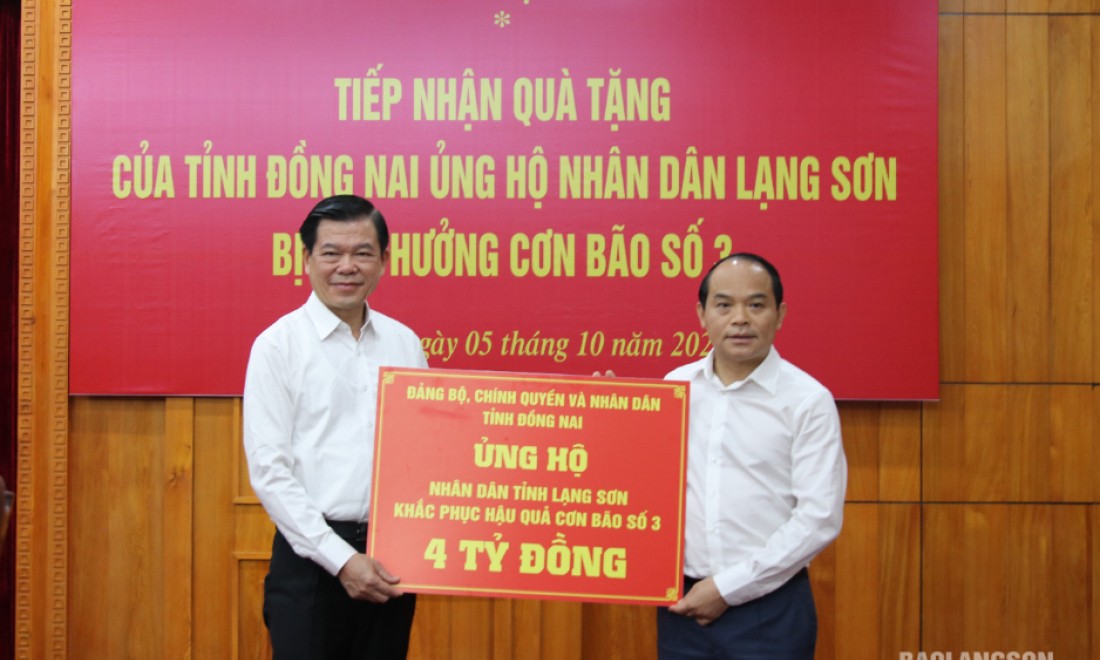 *
TIẾP NHẬN QUÀ TẶNG
CỦA TỈNH ĐỒNG NAI ỦNG HỘ NHÂN DÂN LẠNG SƠN
BỊ HƯỞNG CƠN BÃO SỐ 3
gày 05 tháng 10 năm 202
ĐẢNG BỘ, CHÍNH QUYỀN VÀ NHÂN DÂN
TỈNH ĐỒNG NAI
ỦNG HỘ
NHÂN DÂN TỈNH LẠNG SƠN
KHẮC PHỤC HẬU QUẢ CƠN BÃO SỐ 3
4 TỶ ĐỒNG
BAOLANGSON